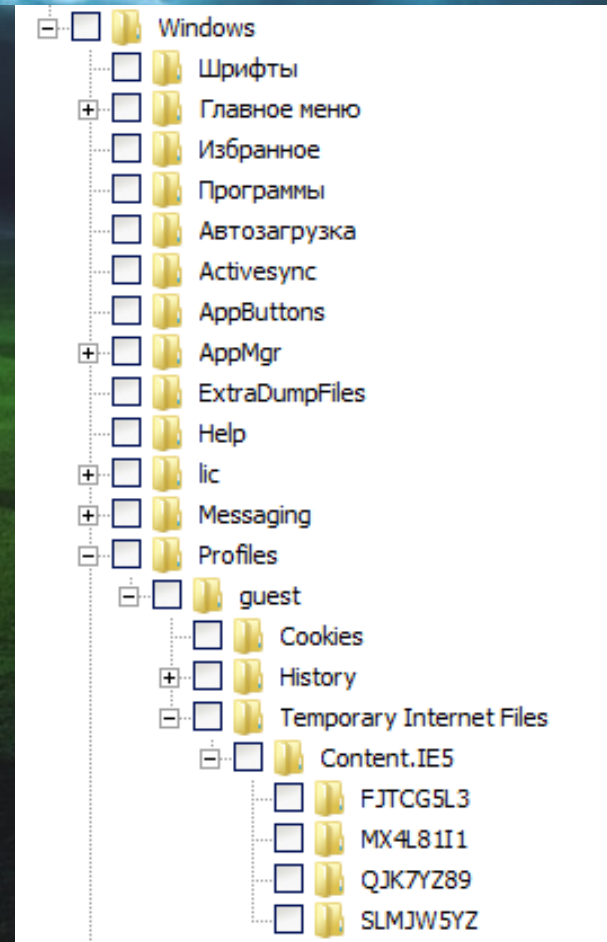 Windows
Шрифты
Главное меню
Избранное
Программы
Автозагрузка
Activesync
AppButtons
AppMgr
ExtraDumpFiles
Help
lic
Messaging
Profiles
guest
Cookies
History
Temporary Internet Files
Content.IE5
FJTCG5L3
MX4L81I1
QJK7YZ89
SLMJW5YZ